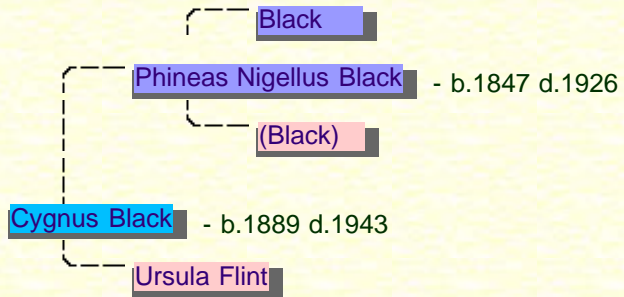 Black
Phineas Nigellus Black - b.1847 d.1926
(Black)
Cygnus Black - b.1889 d.1943
Ursula Flint